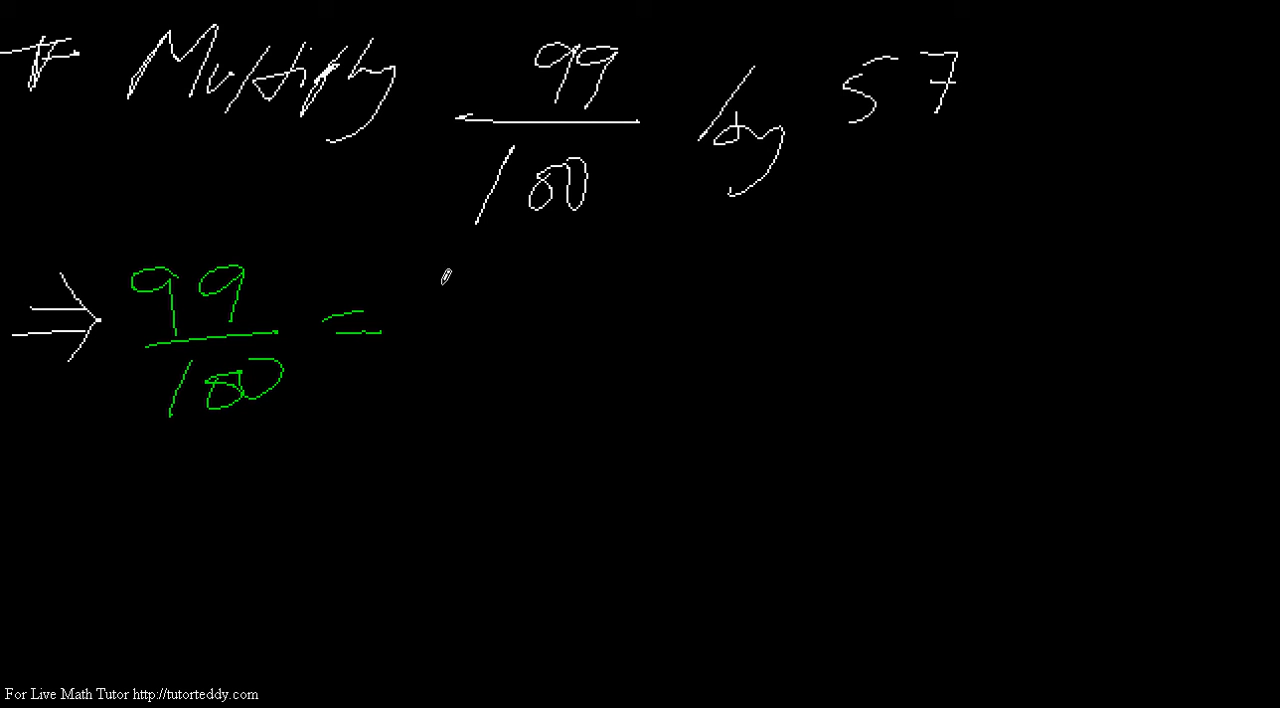 * Multiply 99/100 by 57
⇒ 99/100 =
For Live Math Tutor http://tutorteddy.com